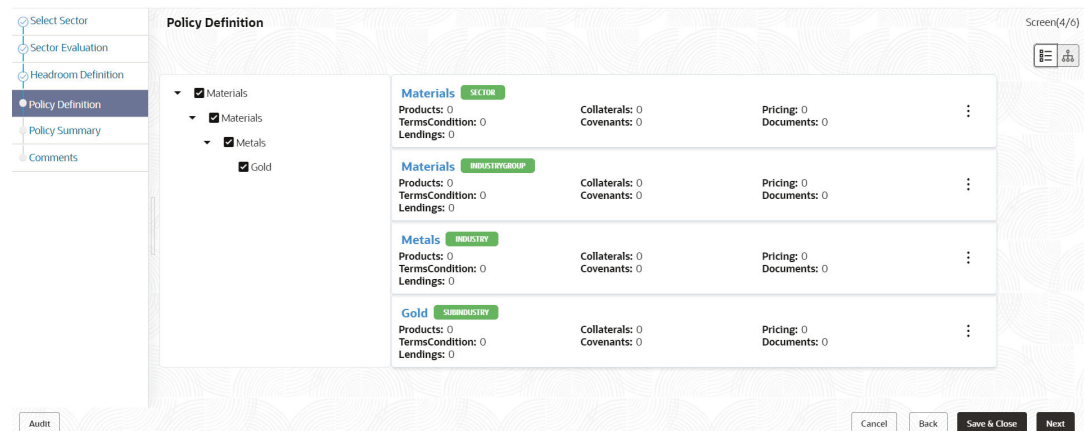 Select Sector
Sector Evaluation
Headroom Definition
Policy Definition
Policy Summary
Comments
Policy Definition
Screen(4/6)
Materials
Materials
Metals
Gold
Materials SECTOR
Products: 0 Collaterals: 0 Pricing: 0
TermsCondition: 0 Covenants: 0 Documents: 0
Lendings: 0
Materials INDUSTRYGROUP
Products: 0 Collaterals: 0 Pricing: 0
TermsCondition: 0 Covenants: 0 Documents: 0
Lendings: 0
Metals INDUSTRY
Products: 0 Collaterals: 0 Pricing: 0
TermsCondition: 0 Covenants: 0 Documents: 0
Lendings: 0
Gold SUBINDUSTRY
Products: 0 Collaterals: 0 Pricing: 0
TermsCondition: 0 Covenants: 0 Documents: 0
Lendings: 0
Audit Cancel Back Save & Close Next